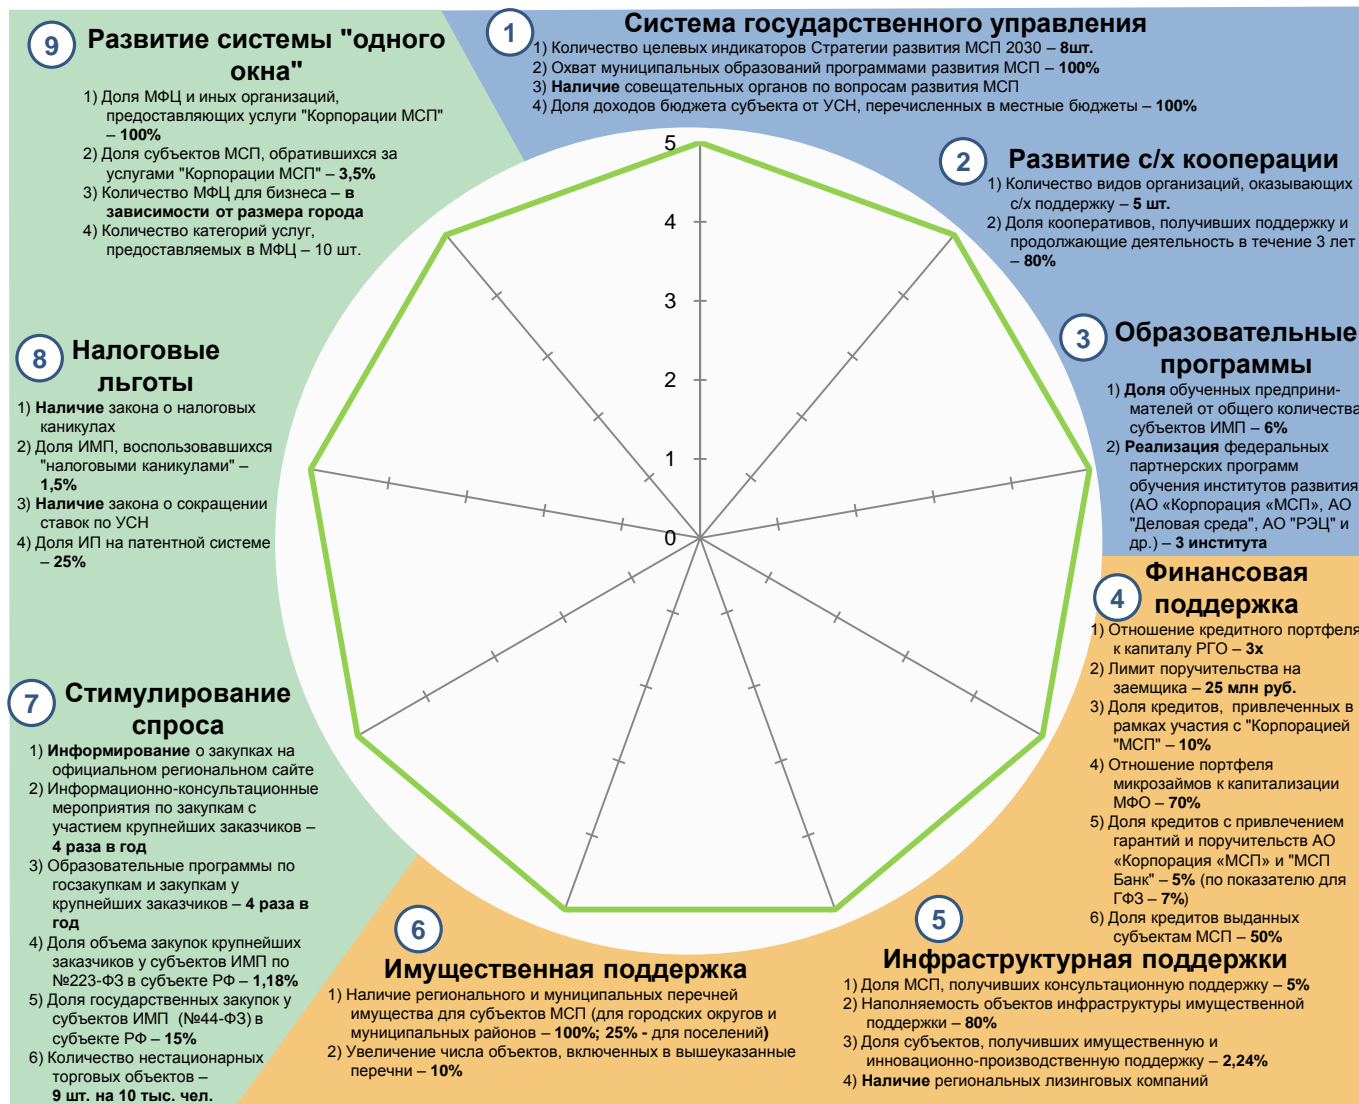 1
Система государственного управления
1) Количество целевых индикаторов Стратегии развития МСП 2030 – 8шт.
2) Охват муниципальных образований программами развития МСП – 100%
3) Наличие совещательных органов по вопросам развития МСП
4) Доля доходов бюджета субъекта от УСН, перечисленных в местные бюджеты – 100%
2
Развитие с/х кооперации
1) Количество видов организаций, оказывающих
с/х поддержку – 5 шт.
2) Доля кооперативов, получивших поддержку и
продолжающие деятельность в течение 3 лет
– 80%
3
Образовательные
программы
1) Доля обученных предприни-
мателей от общего количества
субъектов ИМП – 6%
2) Реализация федеральных
партнерских программ
обучения институтов развития
(АО «Корпорация «МСП», АО
"Деловая среда", АО "РЭЦ" и
др.) – 3 института
4
Финансовая
поддержка
1) Отношение кредитного портфеля
к капиталу РГО – 3х
2) Лимит поручительства на
заемщика – 25 млн руб.
3) Доля кредитов, привлеченных в
рамках участия с "Корпорацией
"МСП" – 10%
4) Отношение портфеля
микрозаймов к капитализации
МФО – 70%
5) Доля кредитов с привлечением
гарантий и поручительств АО
«Корпорация «МСП» и "МСП
Банк" – 5% (по показателю для
ГФЗ – 7%)
6) Доля кредитов выданных
субъектам МСП – 50%
5
Инфраструктурная поддержки
1) Доля МСП, получивших консультационную поддержку – 5%
2) Наполняемость объектов инфраструктуры имущественной
поддержки – 80%
3) Доля субъектов, получивших имущественную и
инновационно-производственную поддержку – 2,24%
4) Наличие региональных лизинговых компаний
6
Имущественная поддержка
1) Наличие регионального и муниципальных перечней
имущества для субъектов МСП (для городских округов и
муниципальных районов – 100%; 25% - для поселений)
2) Увеличение числа объектов, включенных в вышеуказанные
перечни – 10%
7
Стимулирование
спроса
1) Информирование о закупках на
официальном региональном сайте
2) Информационно-консультационные
мероприятия по закупкам с
участием крупнейших заказчиков –
4 раза в год
3) Образовательные программы по
госзакупкам и закупкам у
крупнейших заказчиков – 4 раза в
год
4) Доля объема закупок крупнейших
заказчиков у субъектов ИМП по
№223-ФЗ в субъекте РФ – 1,18%
5) Доля государственных закупок у
субъектов ИМП (№44-ФЗ) в
субъекте РФ – 15%
6) Количество нестационарных
торговых объектов –
9 шт. на 10 тыс. чел.
8
Налоговые
льготы
1) Наличие закона о налоговых
каникулах
2) Доля ИМП, воспользовавшихся
"налоговыми каникулами" –
1,5%
3) Наличие закона о сокращении
ставок по УСН
4) Доля ИП на патентной системе
– 25%
9
Развитие системы "одного
окна"
1) Доля МФЦ и иных организаций,
предоставляющих услуги "Корпорации МСП"
– 100%
2) Доля субъектов МСП, обратившихся за
услугами "Корпорации МСП" – 3,5%
3) Количество МФЦ для бизнеса – в
зависимости от размера города
4) Количество категорий услуг,
предоставляемых в МФЦ – 10 шт.
5
4
3
2
1
0